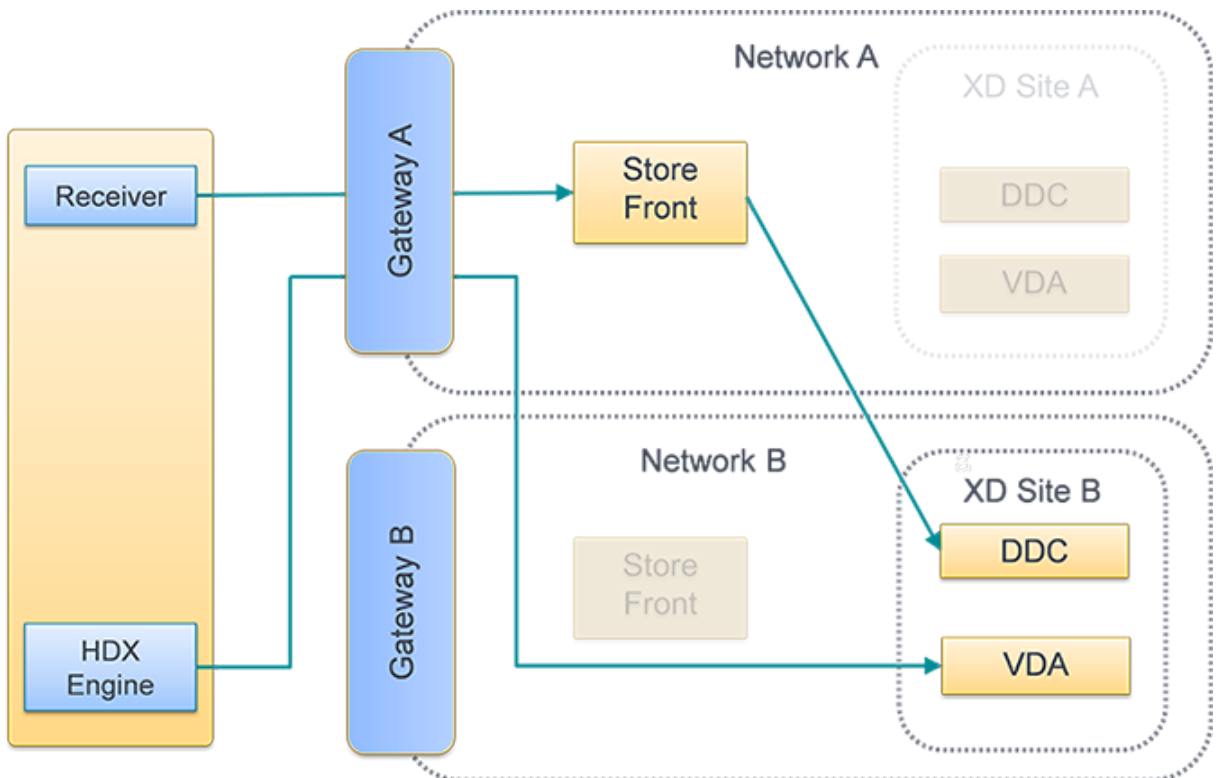 Network A
XD Site A
Gateway A
Receiver
Store
Front
DDC
VDA
Network B
XD Site B
Gateway B
Store
Front
DDC
HDX
Engine
VDA